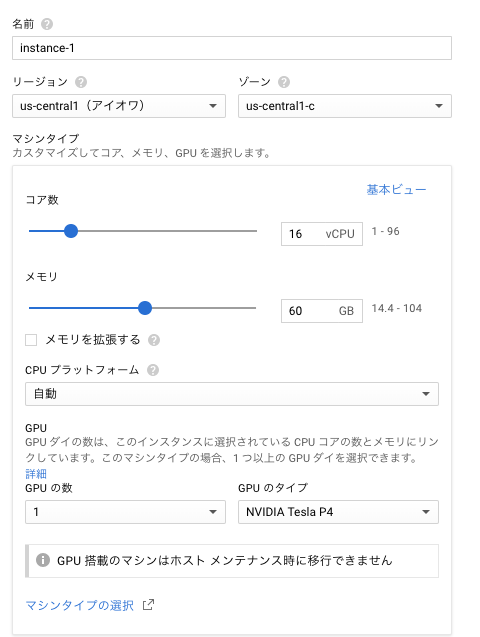 名前
instance-1
リージョン ゾーン
us-central1（アイオワ） us-central1-c
マシンタイプ
カスタマイズしてコア、メモリ、GPU を選択します。
基本ビュー
コア数
16 vCPU 1 - 96
メモリ
60 GB 14.4 - 104
メモリを拡張する
CPU プラットフォーム
自動
GPU
GPU ダイの数は、このインスタンスに選択されている CPU コアの数とメモリにリン
クしています。このマシンタイプの場合、1 つ以上の GPU ダイを選択できます。
詳細
GPU の数 GPU のタイプ
1 NVIDIA Tesla P4
GPU 搭載のマシンはホスト メンテナンス時に移行できません
マシンタイプの選択